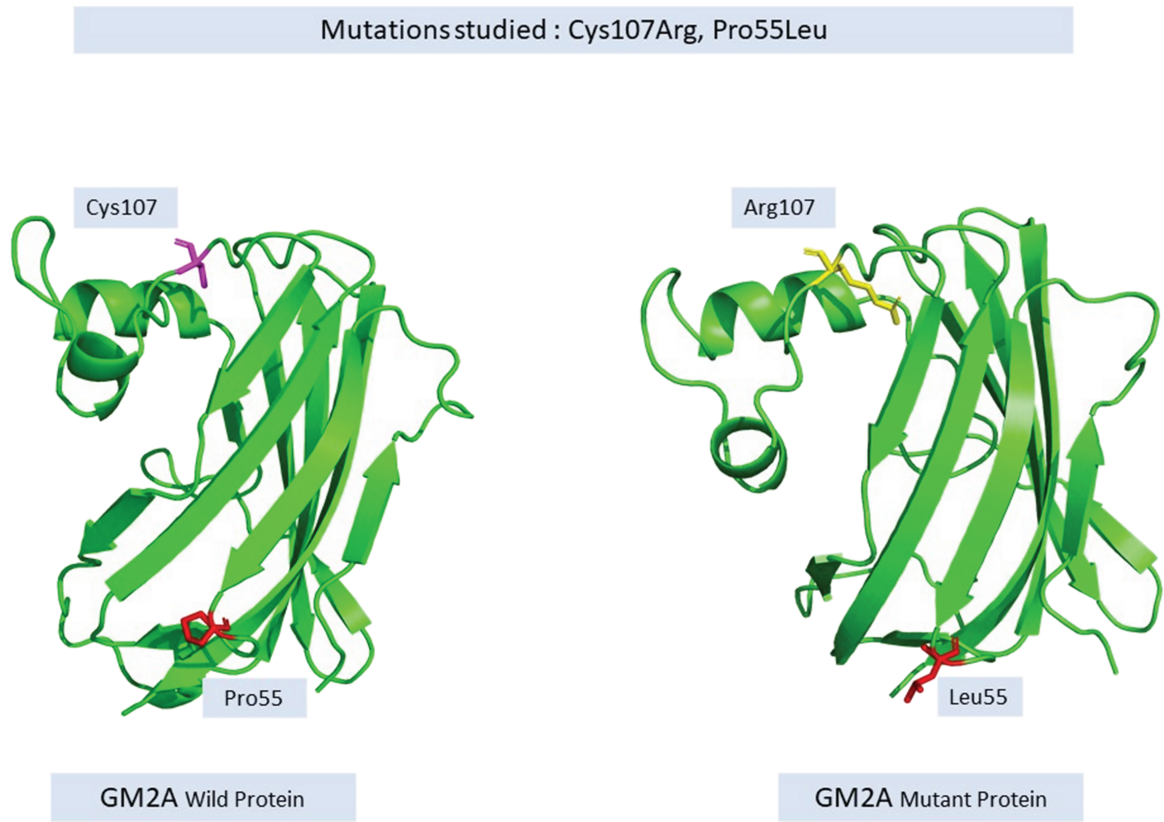 Mutations studied : Cys107Arg, Pro55Leu
Cys107
Arg107
Pro55
Leu55
GM2A Wild Protein
GM2A Mutant Protein